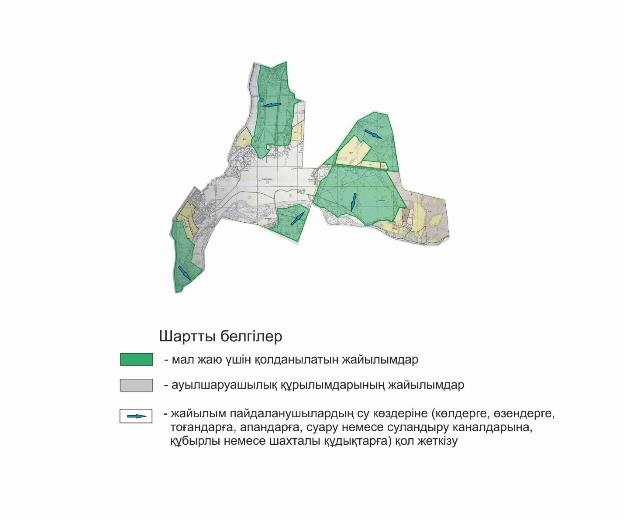 Шартты белгілер
- мал жаю үшін қолданылатын жайылымдар
- ауылшаруашылық құрылымдарының жайылымдар
- жайылым пайдаланушылардың су көздеріне (көлдерге, өзендерге,
тоғандарға, апандарға, суару немесе суландыру каналдарына,
құбырлы немесе шахталы құдықтарға) қол жеткізу